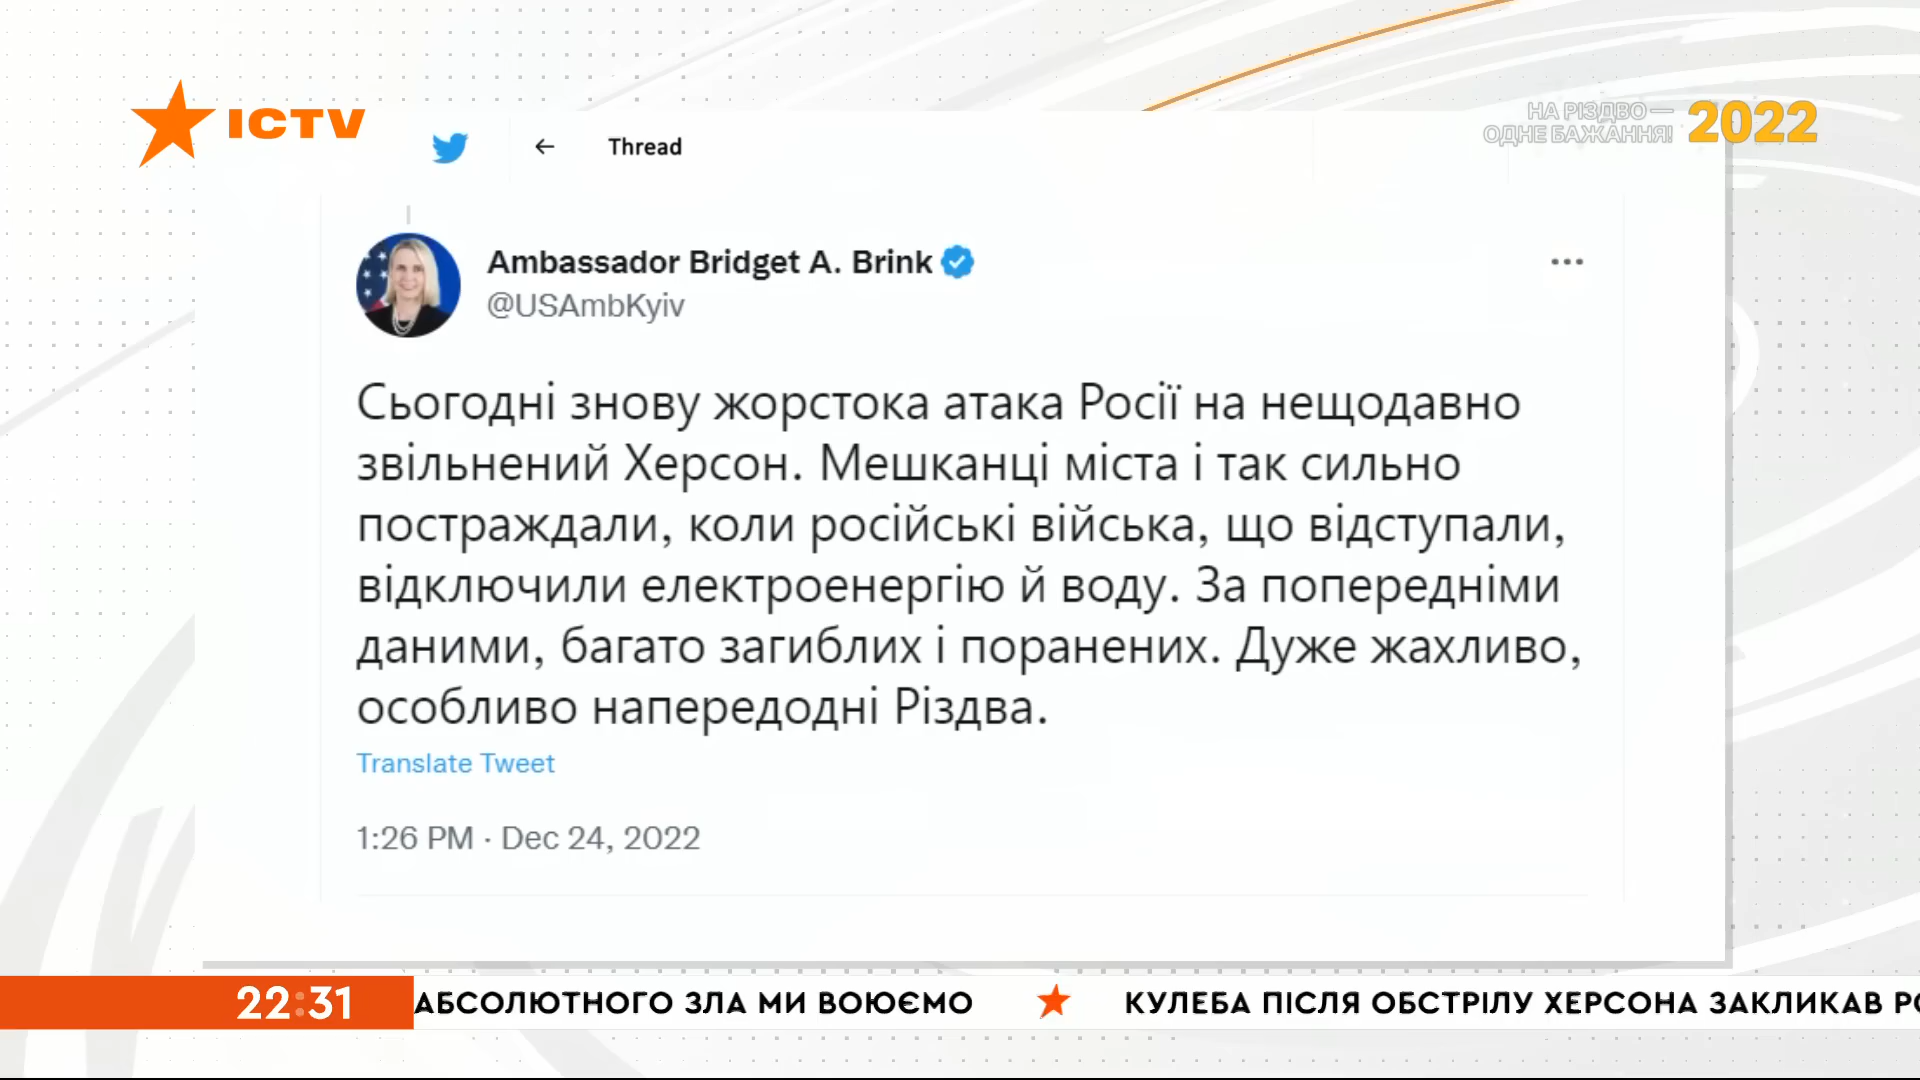 ICTV
НА РІЗДВО —
ОДНЕ БАЖАННЯ!
2022
Thread
Ambassador Bridget A. Brink
@USAmbKyiv
Сьогодні знову жорстока атака Росії на нещодавно
звільнений Херсон. Мешканці міста і так сильно
постраждали, коли російські війська, що відступали,
відключили електроенергію й воду. За попередніми
даними, багато загиблих і поранених. Дуже жахливо,
особливо напередодні Різдва.
Translate Tweet
1:26 PM · Dec 24, 2022
22:31
АБСОЛЮТНОГО ЗЛА МИ ВОЮЄМО
КУЛЕБА ПІСЛЯ ОБСТРІЛУ ХЕРСОНА ЗАКЛИКАВ